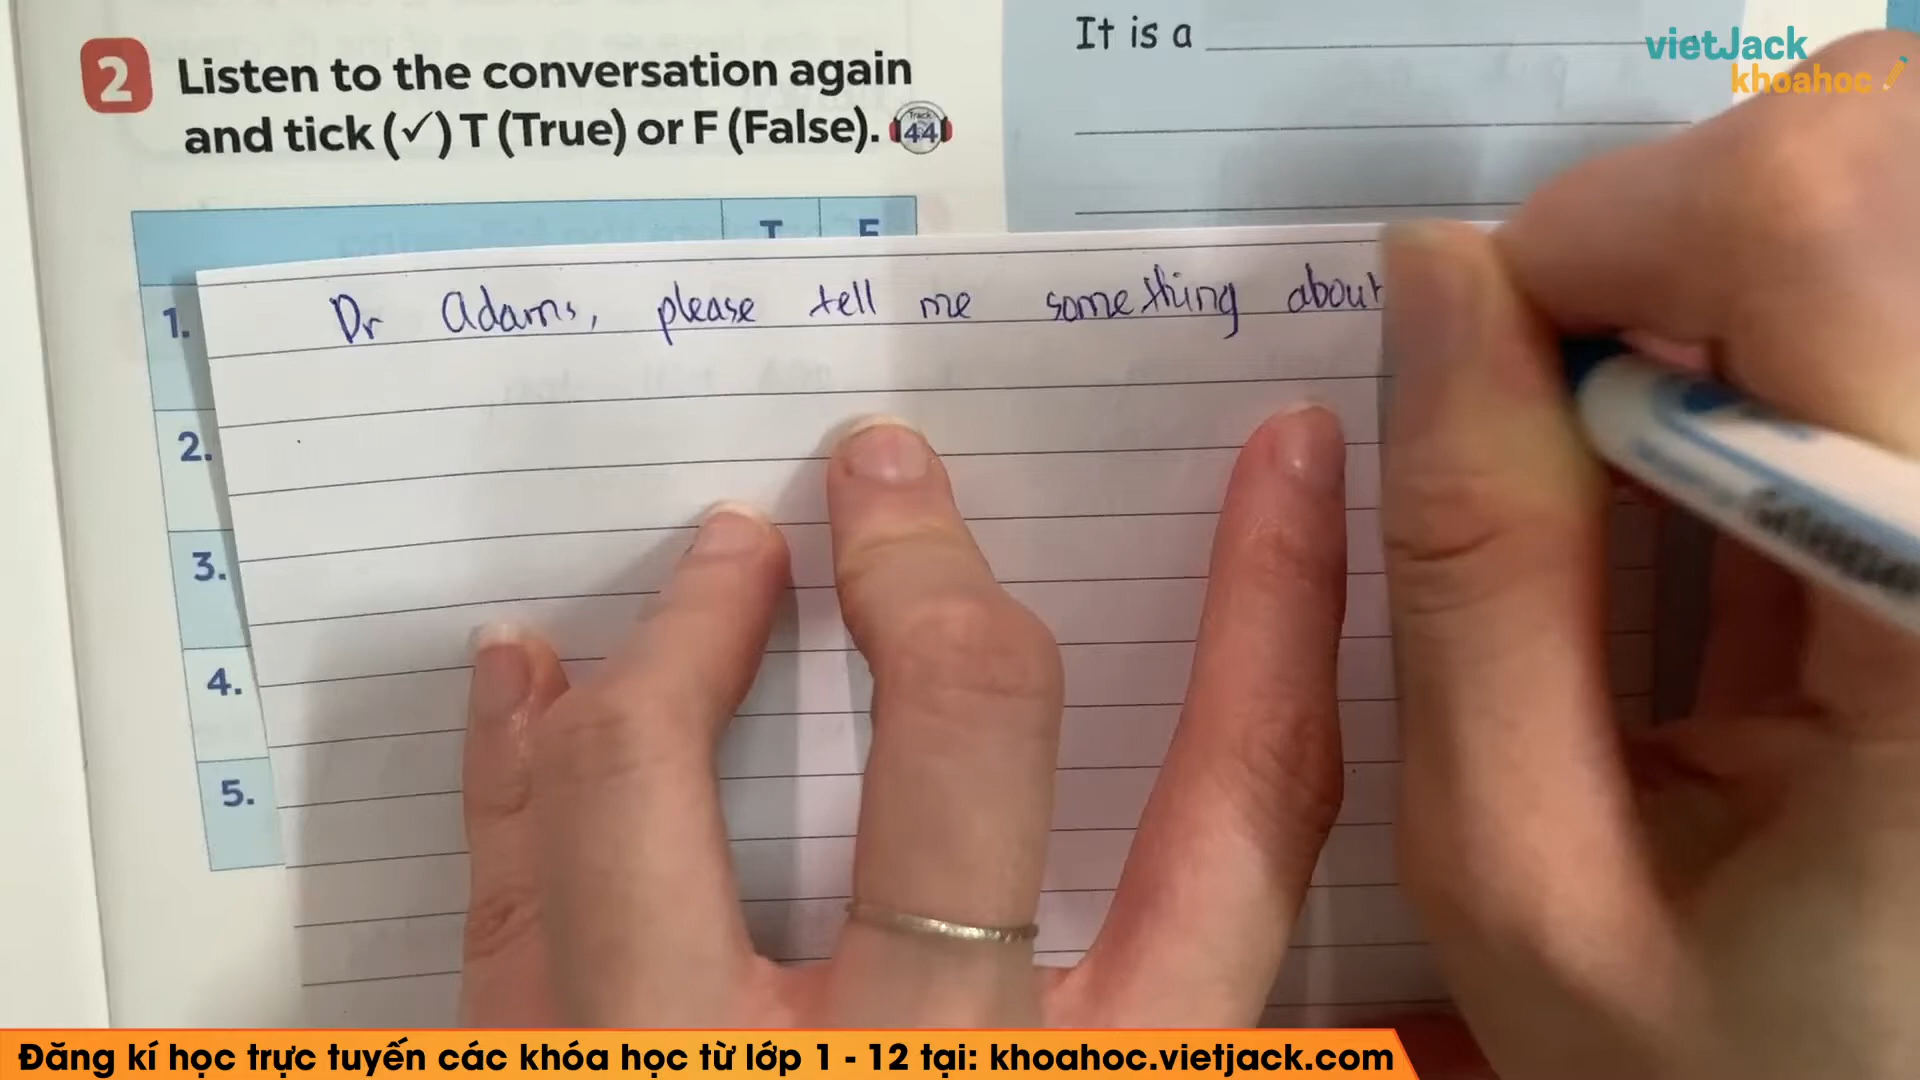 2 Listen to the conversation again
and tick (✓) T (True) or F (False).
Track
44
T F
1.
2.
3.
4.
5.
It is a
Dr Adams, please tell me something about
vietJack
khoahoc
Đăng kí học trực tuyến các khóa học từ lớp 1 - 12 tại: khoahoc.vietjack.com